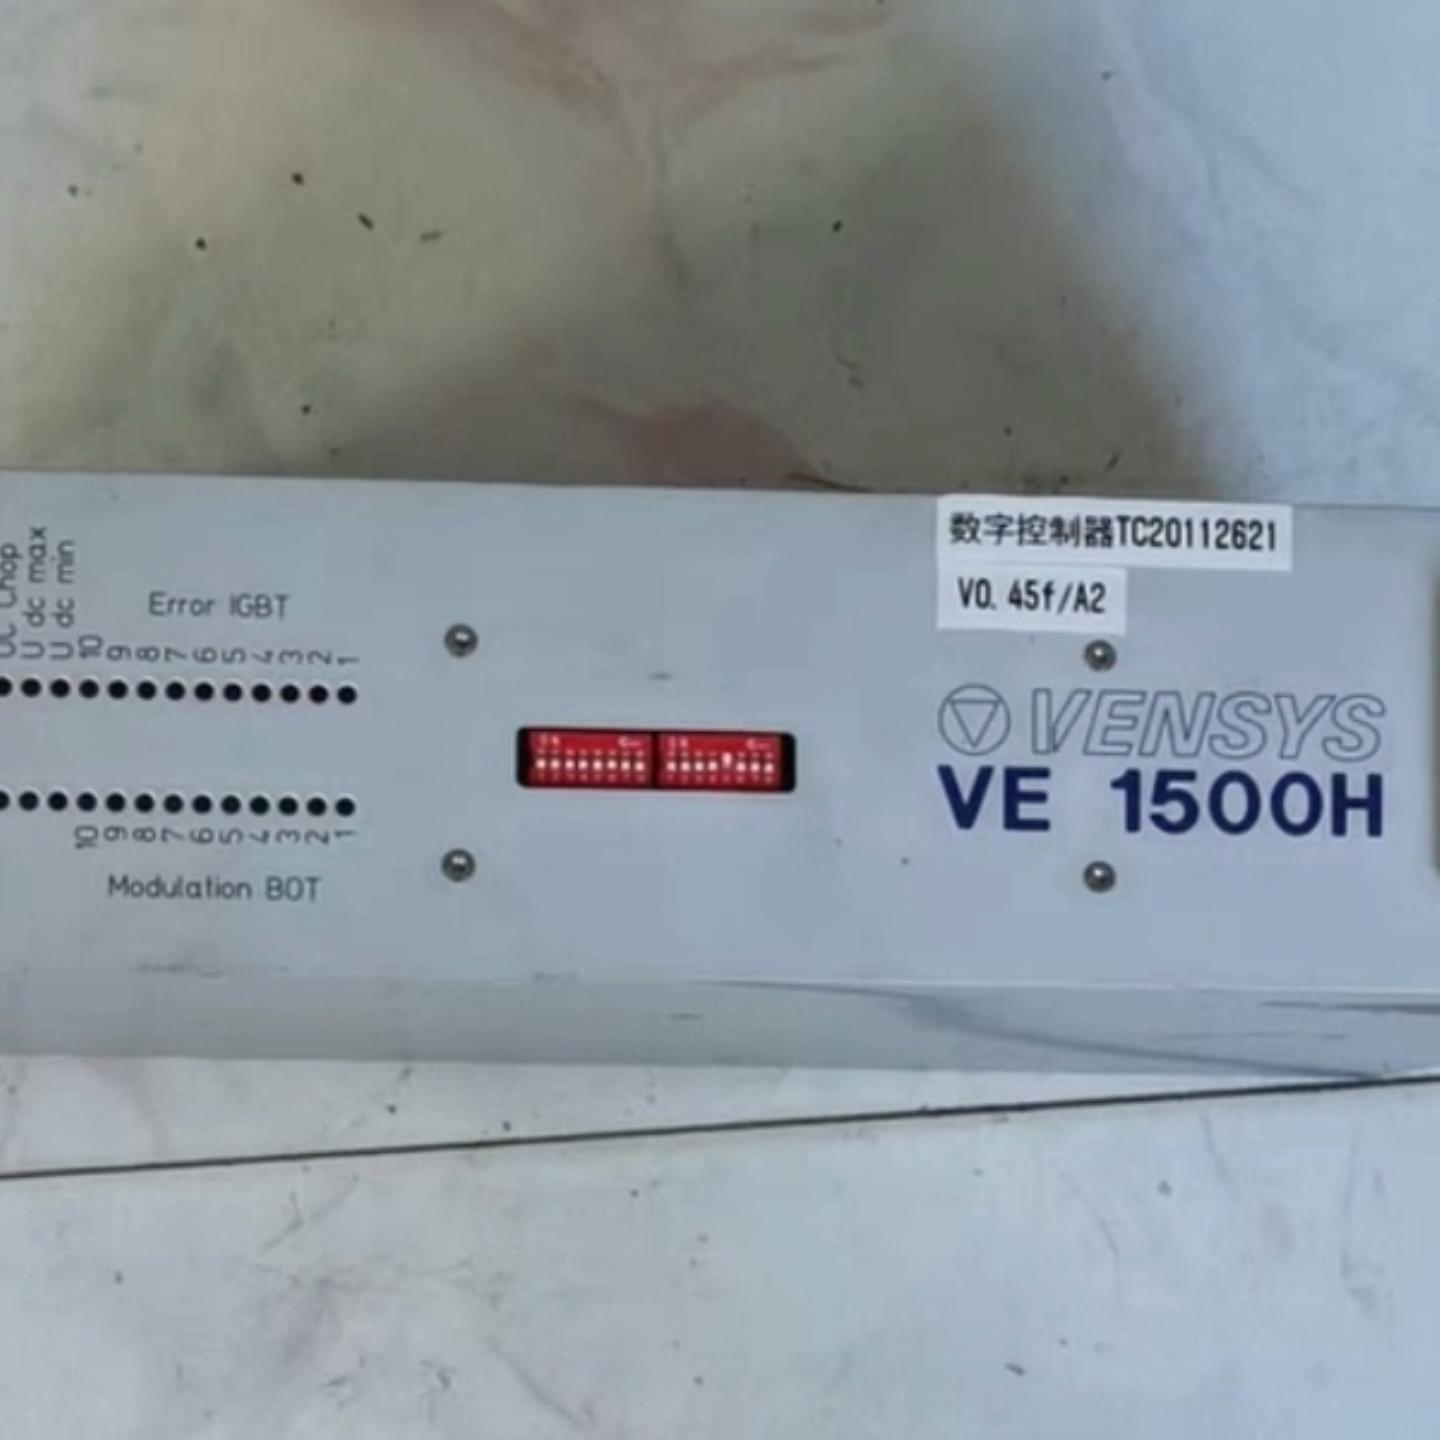 U dc max
U dc min
Error IGBT
10 9 8 7 6 5 4 3 2 1
10 9 8 7 6 5 4 3 2 1
Modulation BOT
数字控制器TC20112621
V0.45f/A2
VENSYS
VE 1500H